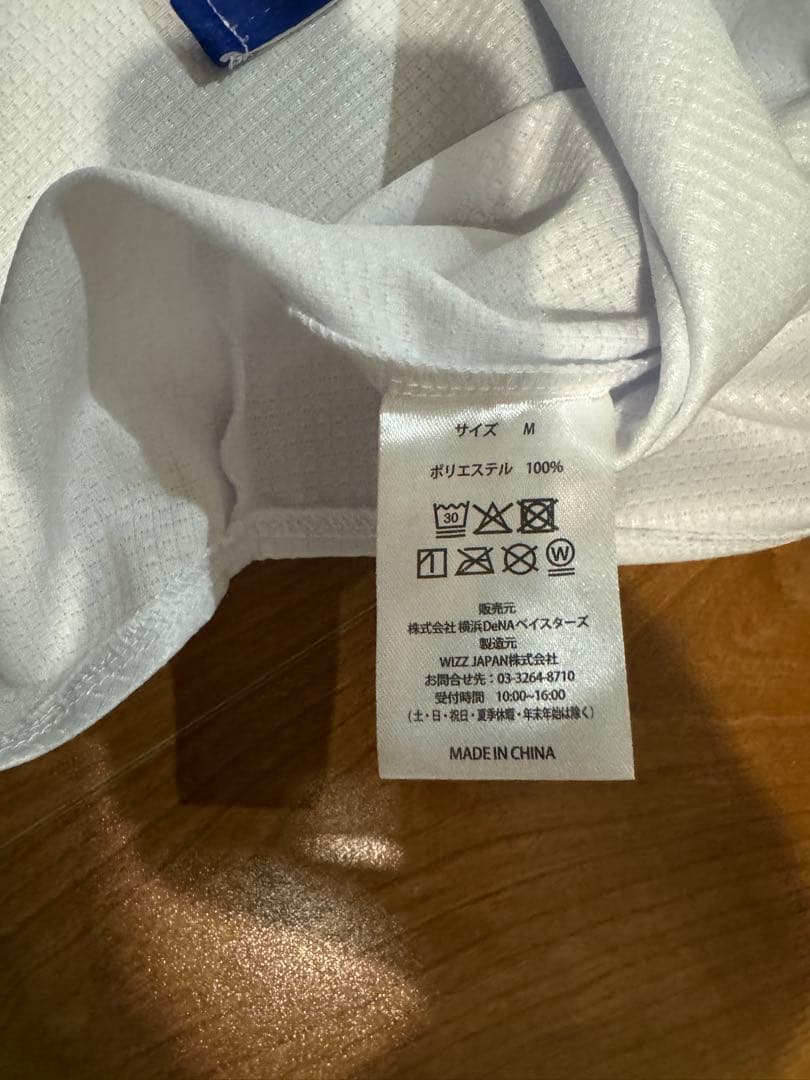 サイズ M
ポリエステル 100%
30
W
販売元
株式会社 横浜DeNAベイスターズ
製造元
WIZZ JAPAN株式会社
お問合せ先：03-3264-8710
受付時間 10:00~16:00
（土・日・祝日・夏季休暇・年末年始は除く）
MADE IN CHINA